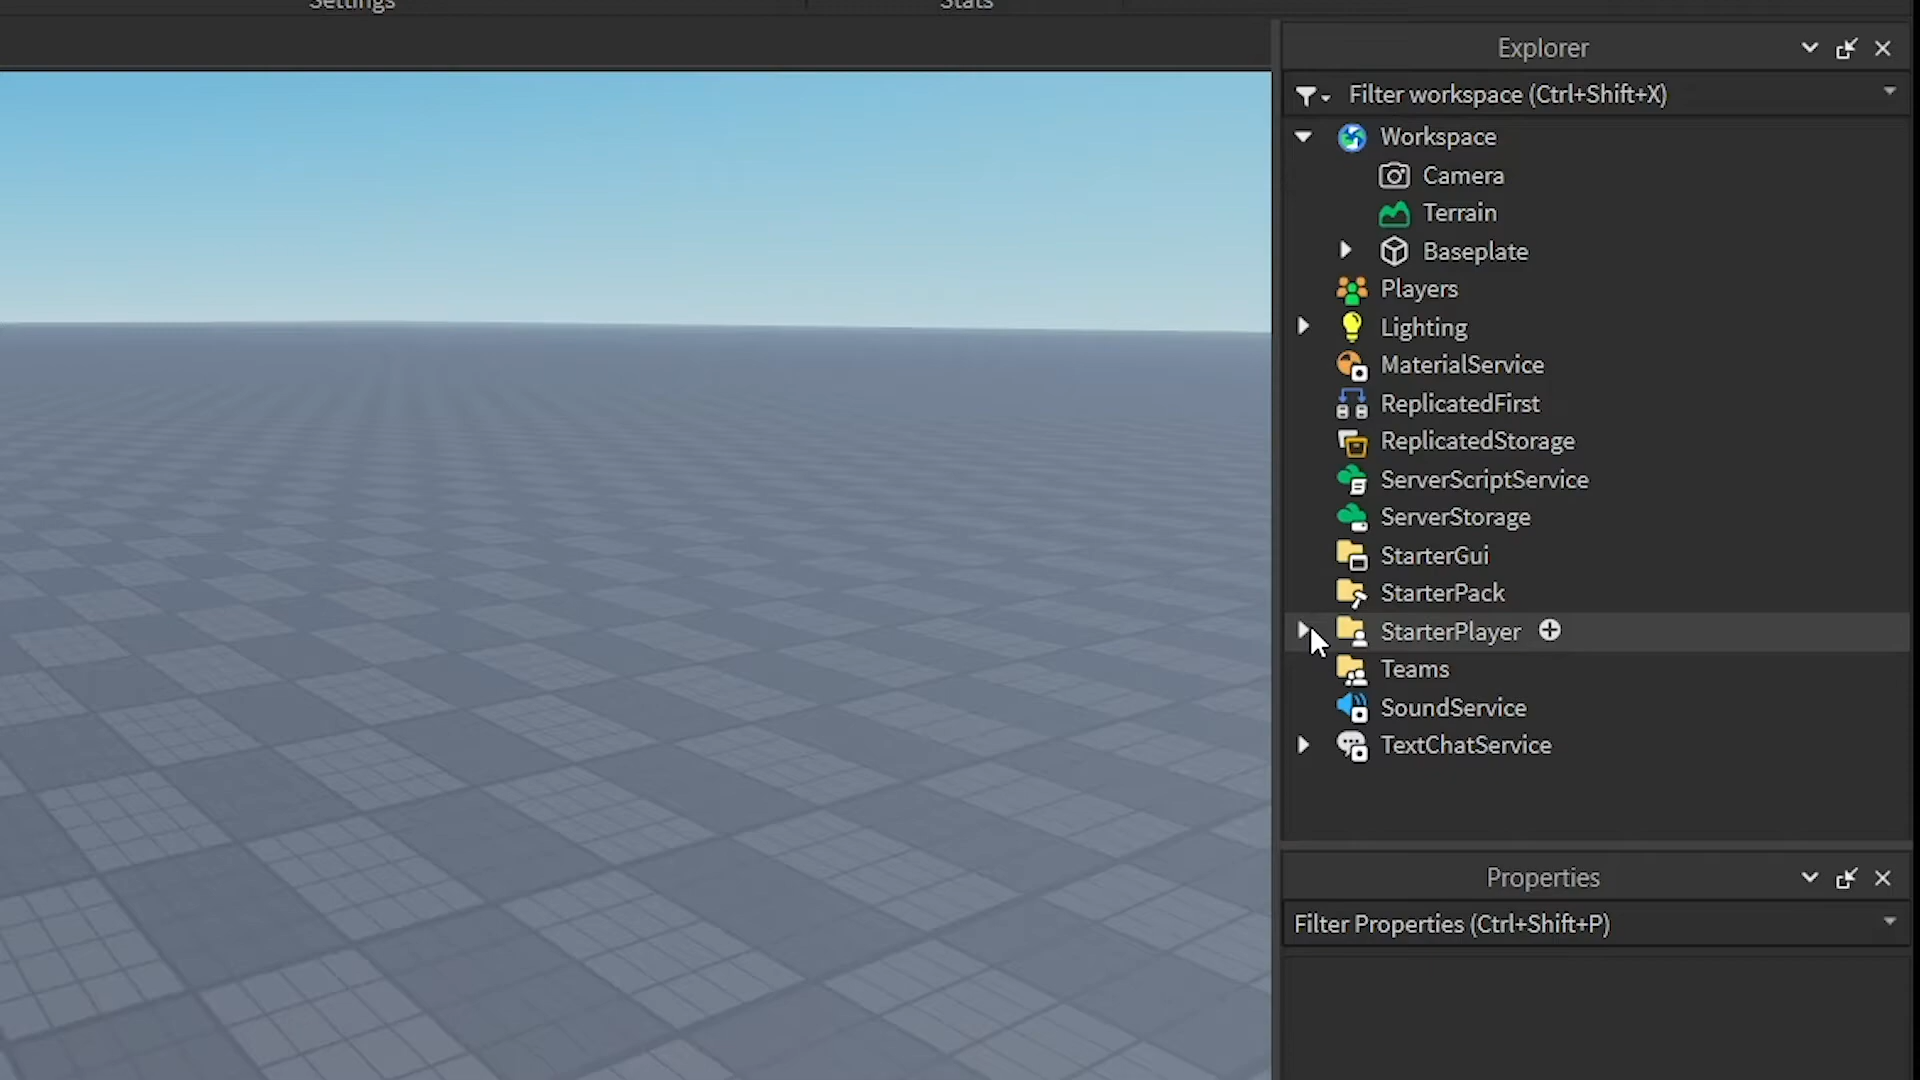 Settings
Stats
Explorer
Filter workspace (Ctrl+Shift+X)
Workspace
Camera
Terrain
Baseplate
Players
Lighting
MaterialService
ReplicatedFirst
ReplicatedStorage
ServerScriptService
ServerStorage
StarterGui
StarterPack
StarterPlayer
Teams
SoundService
TextChatService
Properties
Filter Properties (Ctrl+Shift+P)